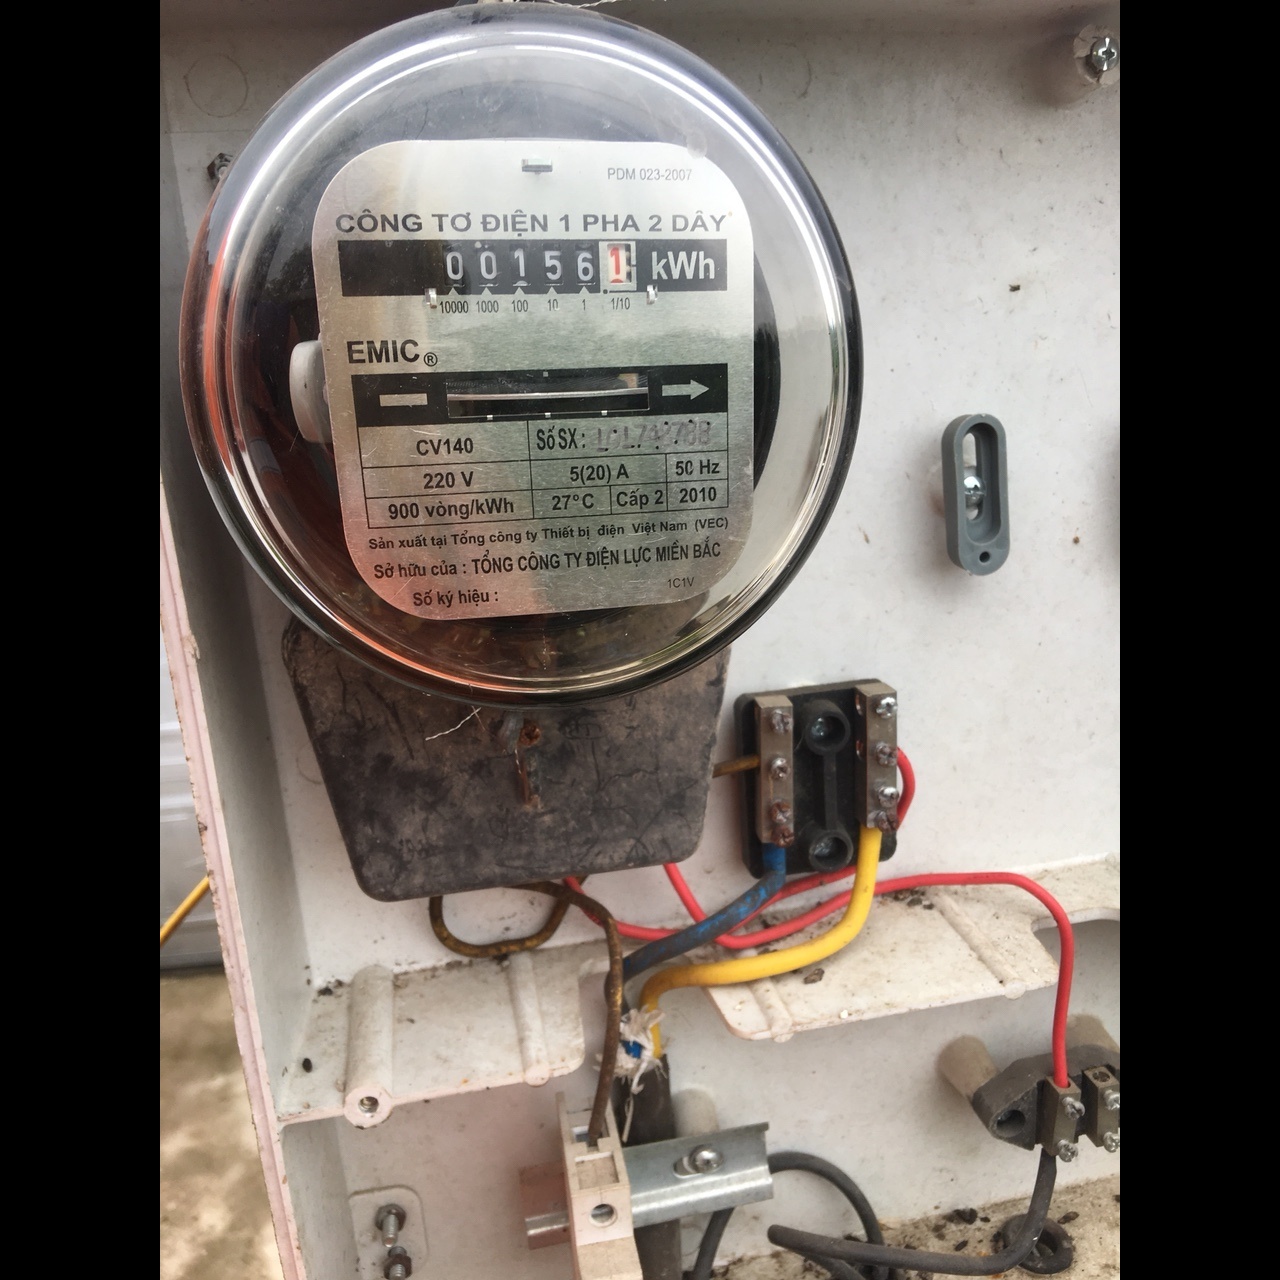 PDM 023-2007
CÔNG TƠ ĐIỆN 1 PHA 2 DÂY
0 0 1 5 6 1 kWh
10000 1000 100 10 1 1/10
EMIC ®
CV140 Số SX:
220 V 5(20) A 50 Hz
900 vòng/kWh 27°C Cấp 2 2010
Sản xuất tại Tổng công ty Thiết bị điện Việt Nam (VEC)
Sở hữu của : TỔNG CÔNG TY ĐIỆN LỰC MIỀN BẮC
Số ký hiệu :
1C1V